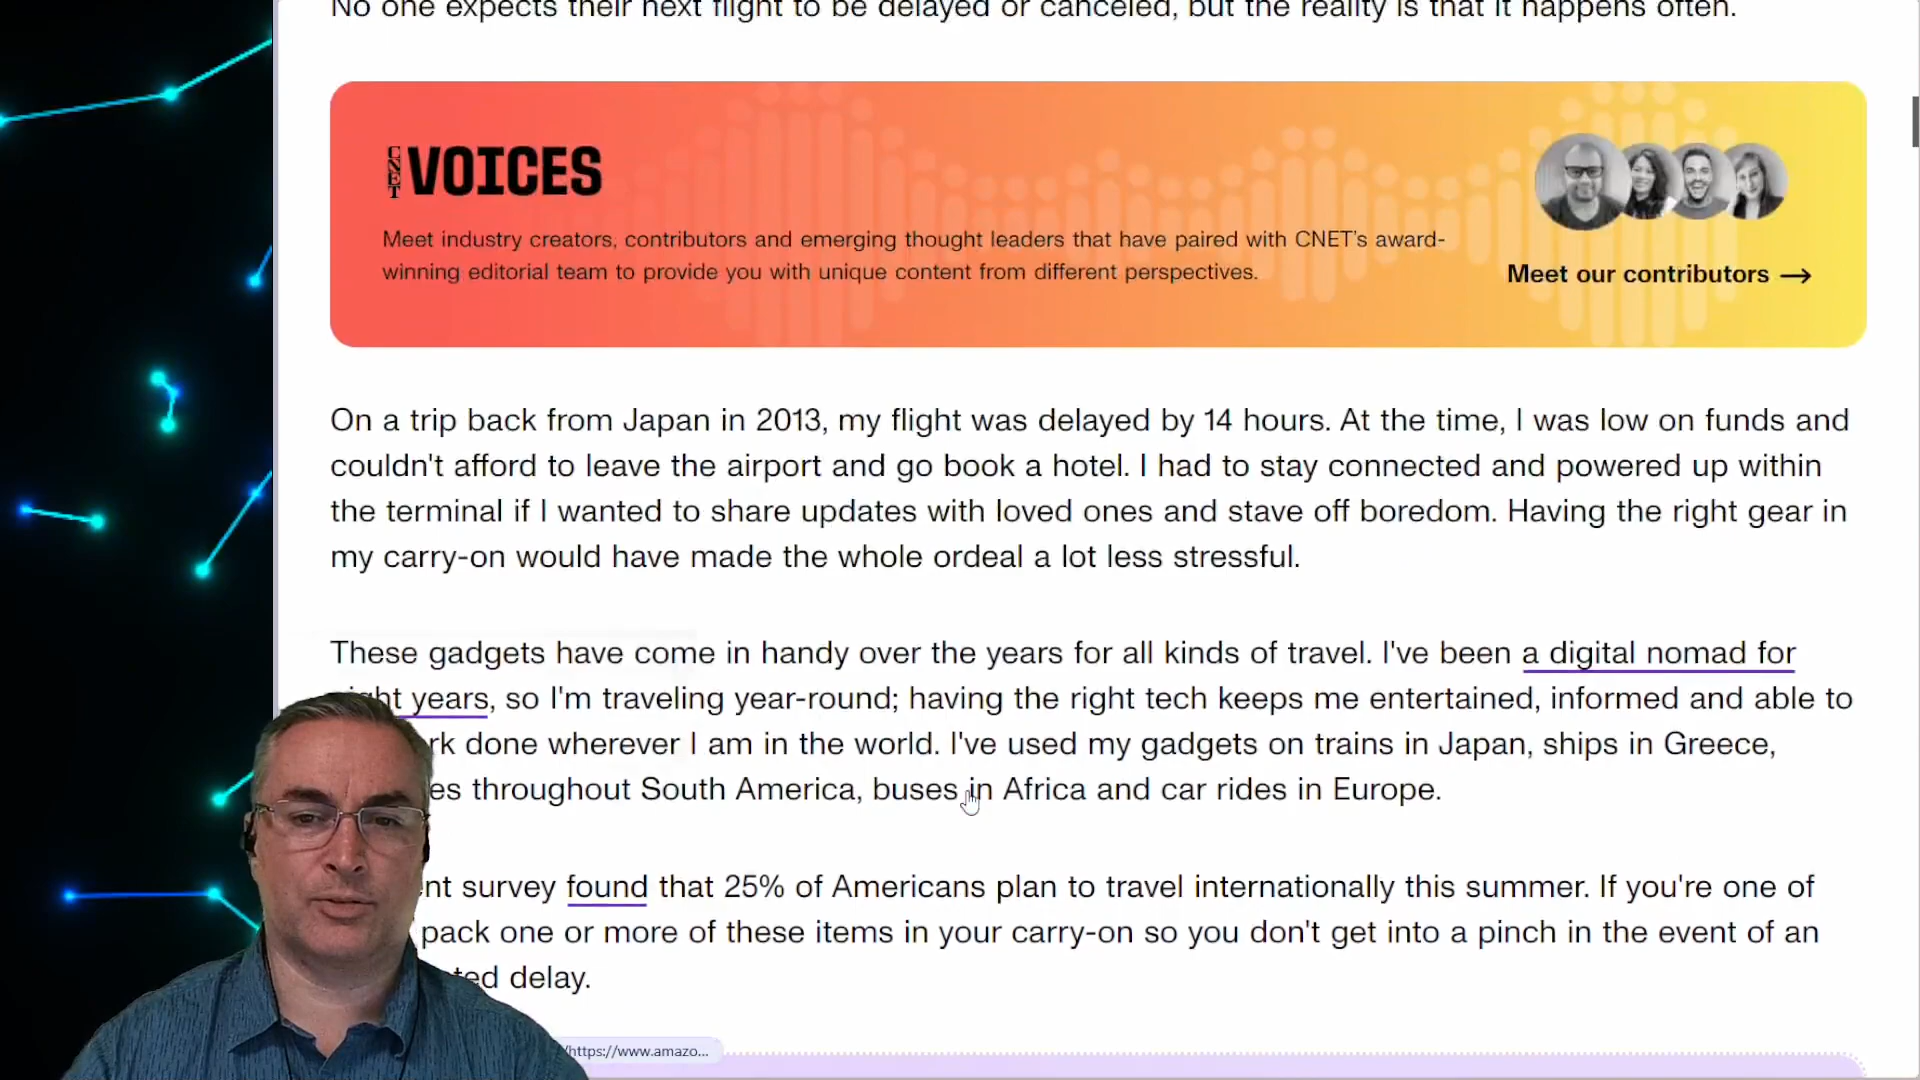 No one expects their next flight to be delayed or canceled, but the reality is that it happens often.
CNET VOICES
Meet industry creators, contributors and emerging thought leaders that have paired with CNET's award-
winning editorial team to provide you with unique content from different perspectives.
Meet our contributors →
On a trip back from Japan in 2013, my flight was delayed by 14 hours. At the time, I was low on funds and
couldn't afford to leave the airport and go book a hotel. I had to stay connected and powered up within
the terminal if I wanted to share updates with loved ones and stave off boredom. Having the right gear in
my carry-on would have made the whole ordeal a lot less stressful.
These gadgets have come in handy over the years for all kinds of travel. I've been a digital nomad for
years, so I'm traveling year-round; having the right tech keeps me entertained, informed and able to
done wherever I am in the world. I've used my gadgets on trains in Japan, ships in Greece,
throughout South America, buses in Africa and car rides in Europe.
survey found that 25% of Americans plan to travel internationally this summer. If you're one of
pack one or more of these items in your carry-on so you don't get into a pinch in the event of an
delay.
https://www.amazo...